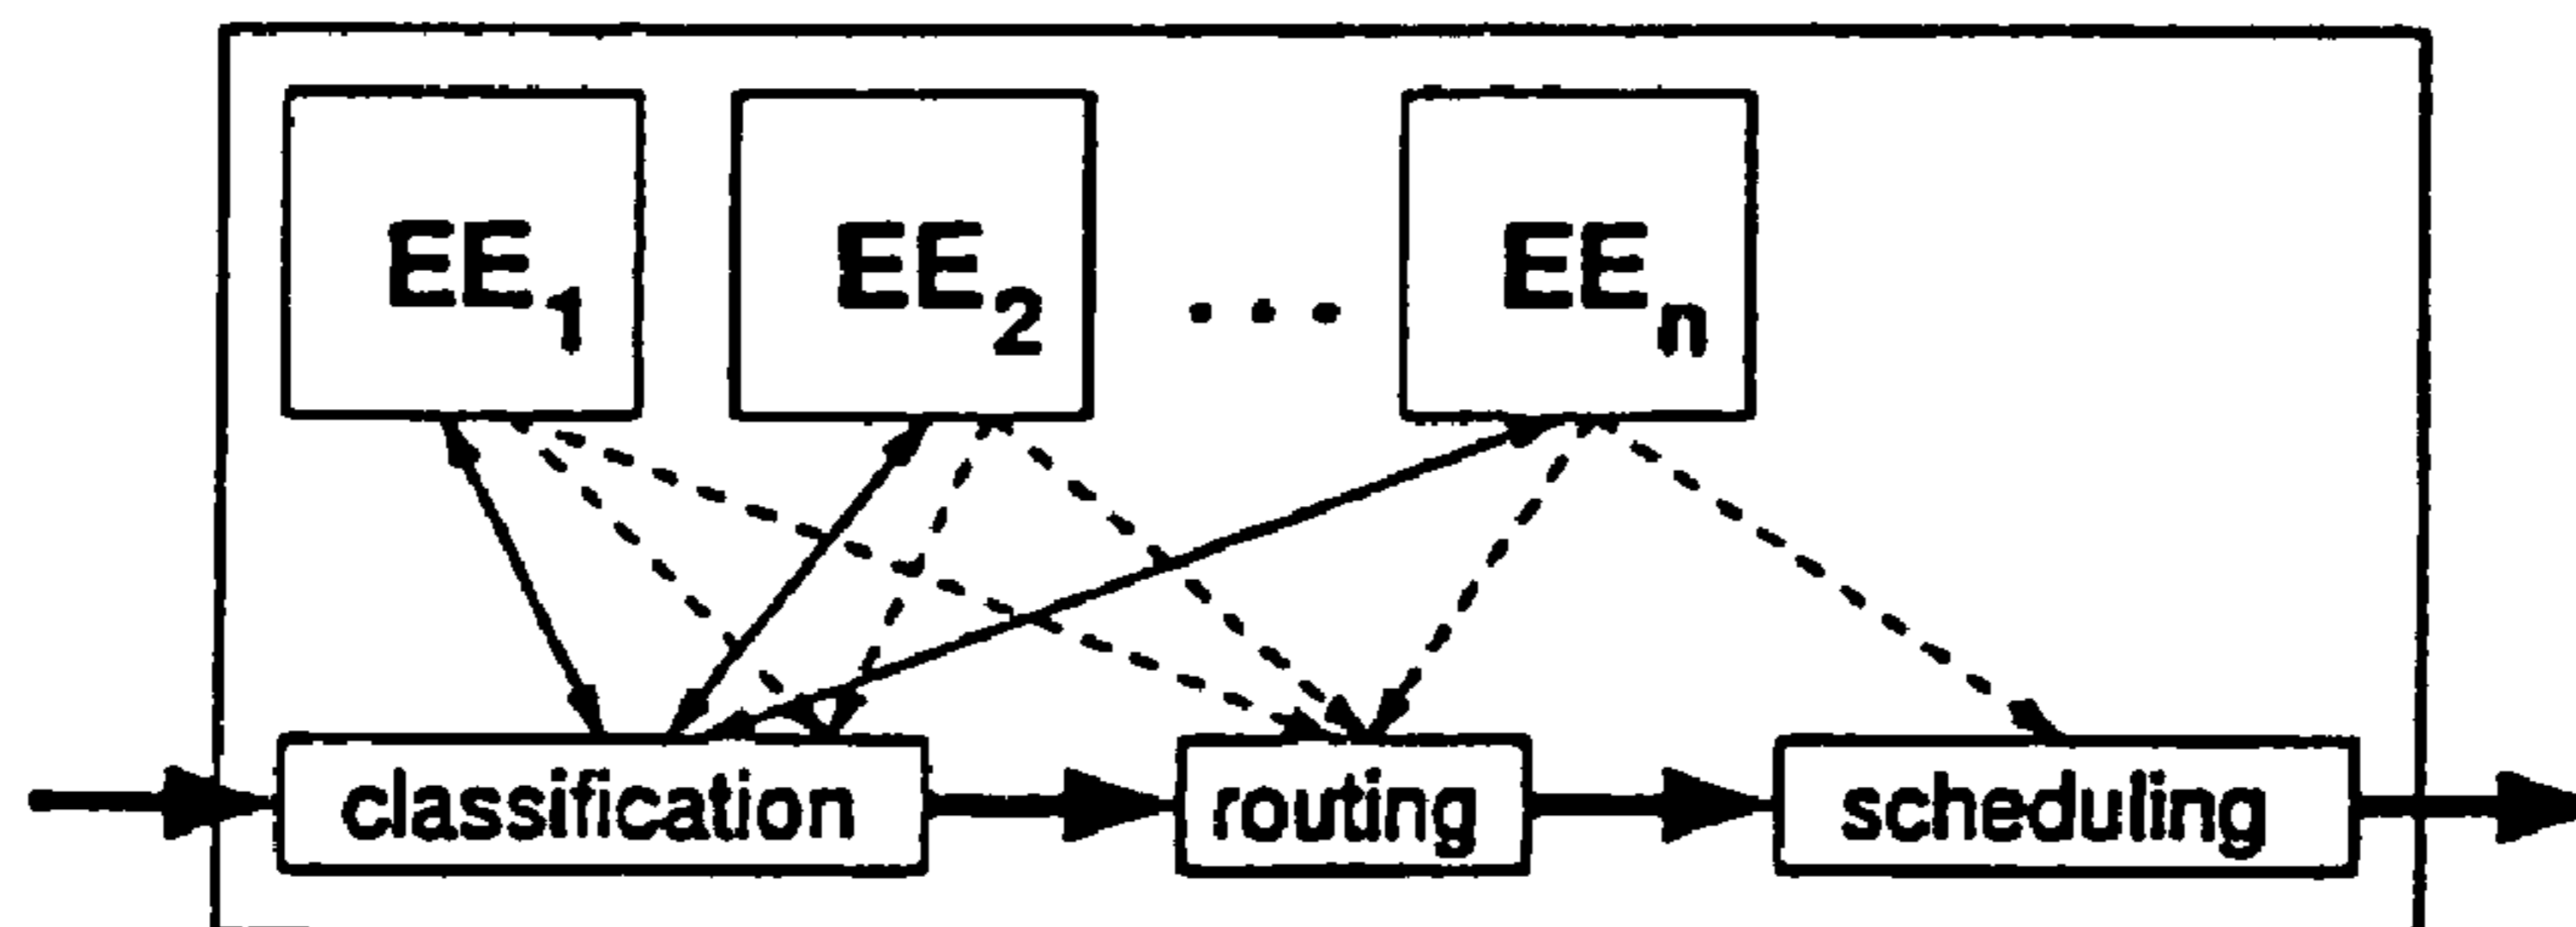 EE1 EE2 ... EEn
classification routing scheduling